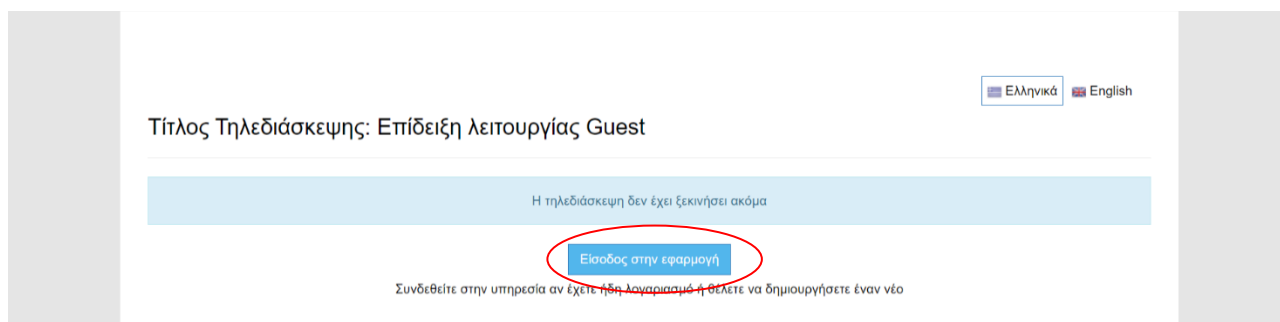 Ελληνικά English
Τίτλος Τηλεδιάσκεψης: Επίδειξη λειτουργίας Guest
Η τηλεδιάσκεψη δεν έχει ξεκινήσει ακόμα
Είσοδος στην εφαρμογή
Συνδεθείτε στην υπηρεσία αν έχετε ήδη λογαριασμό ή θέλετε να δημιουργήσετε έναν νέο